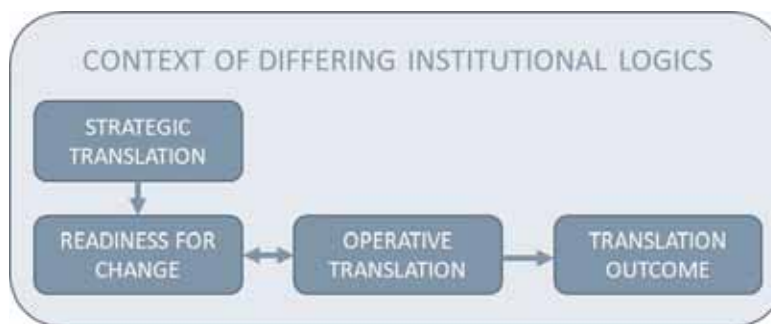 CONTEXT OF DIFFERING INSTITUTIONAL LOGICS
STRATEGIC
TRANSLATION
READINESS FOR
CHANGE
OPERATIVE
TRANSLATION
TRANSLATION
OUTCOME